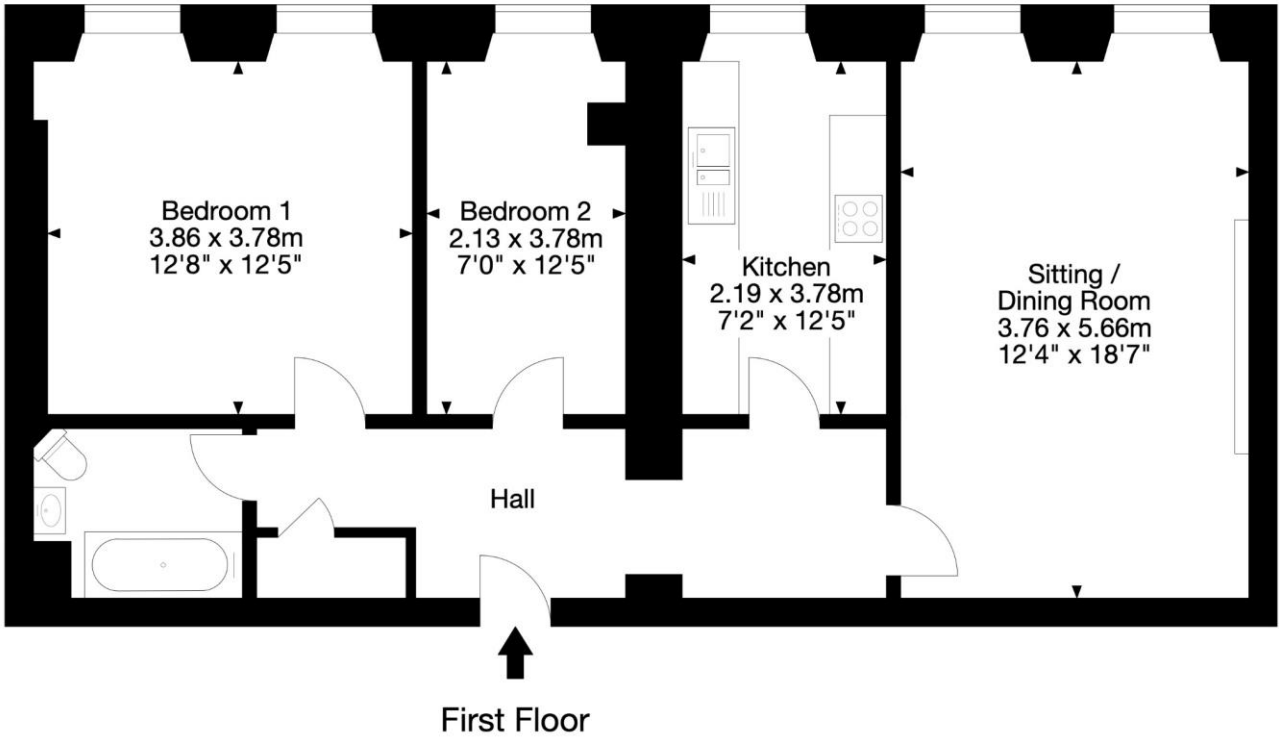 Bedroom 1
3.86 x 3.78m
12'8" x 12'5"
Bedroom 2
2.13 x 3.78m
7'0" x 12'5"
Kitchen
2.19 x 3.78m
7'2" x 12'5"
Sitting /
Dining Room
3.76 x 5.66m
12'4" x 18'7"
Hall
First Floor